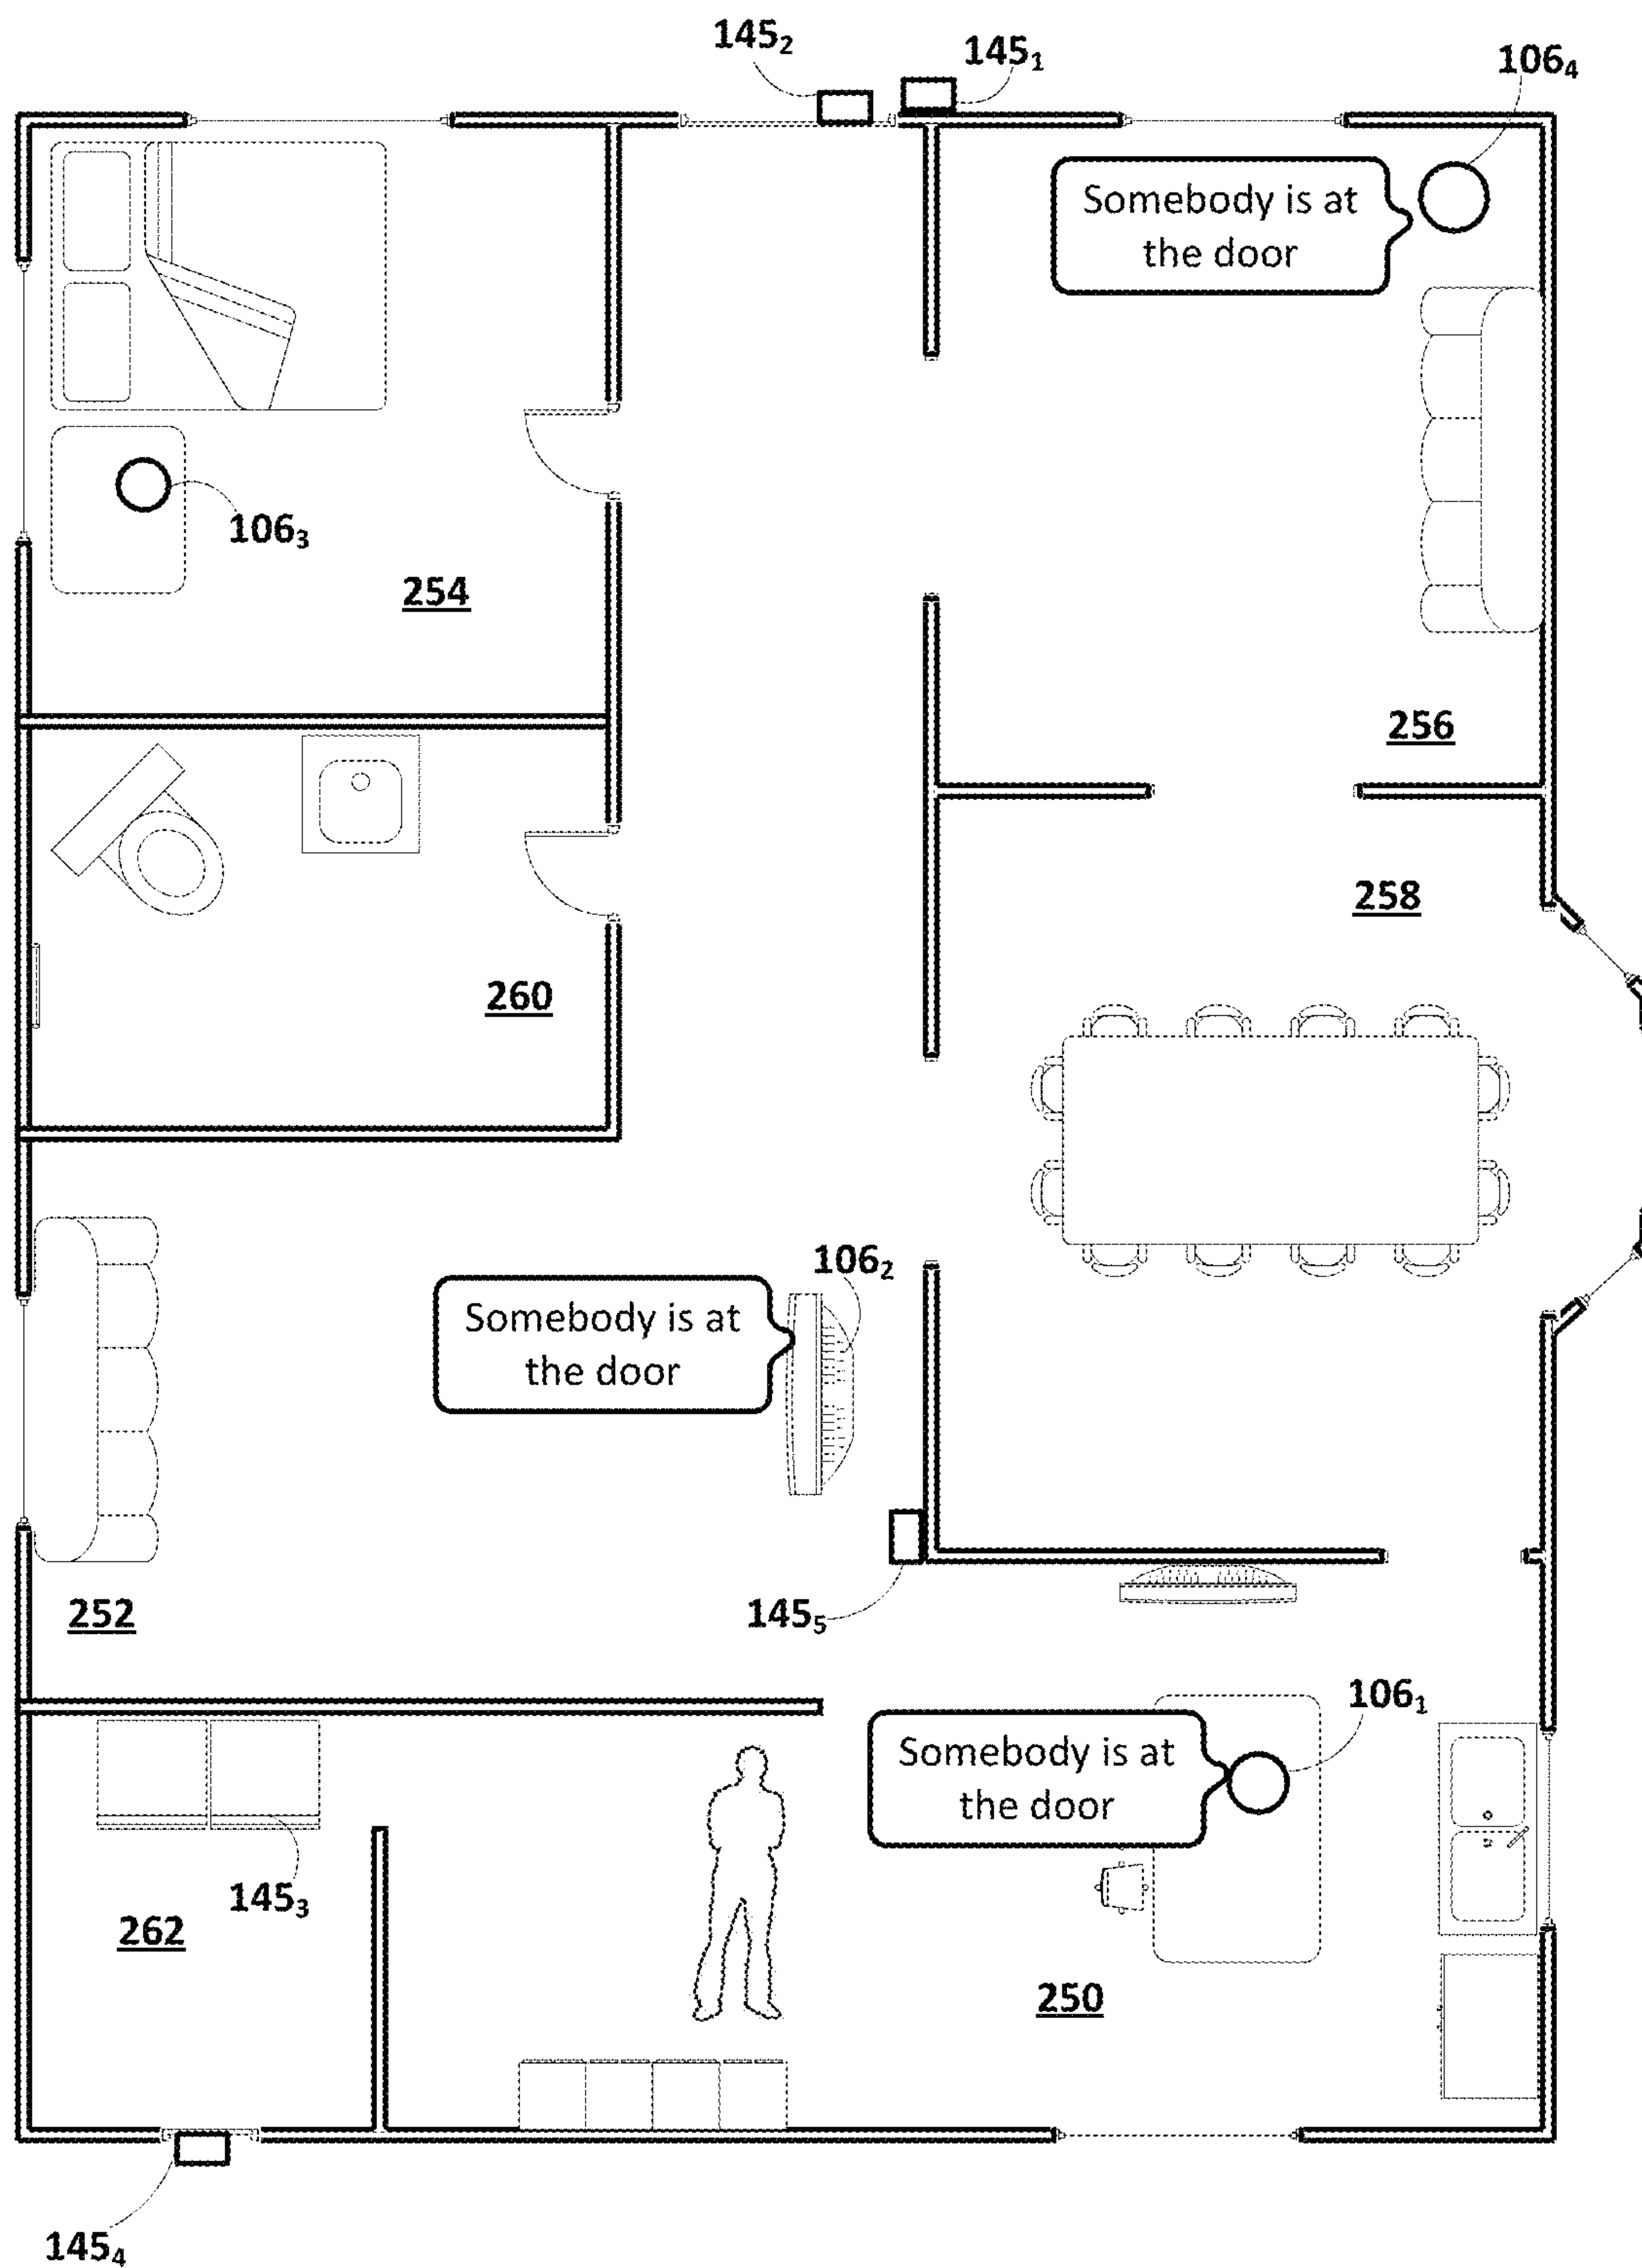 145₂
145₁
106₄
Somebody is at
the door
106₃
254
256
258
260
106₂
Somebody is at
the door
252
145₅
106₁
Somebody is at
the door
145₃
262
250
145₄